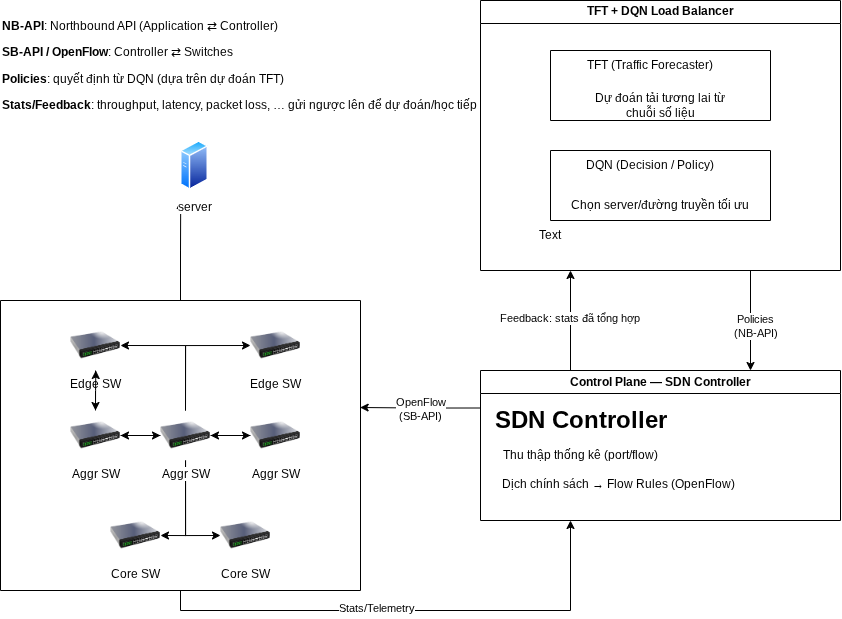 NB-API: Northbound API (Application ⇄ Controller)
SB-API / OpenFlow: Controller ⇄ Switches
Policies: quyết định từ DQN (dựa trên dự đoán TFT)
Stats/Feedback: throughput, latency, packet loss, … gửi ngược lên để dự đoán/học tiếp
server
TFT + DQN Load Balancer
TFT (Traffic Forecaster)
Dự đoán tải tương lai từ
chuỗi số liệu
DQN (Decision / Policy)
Chọn server/đường truyền tối ưu
Text
Feedback: stats đã tổng hợp
Policies
(NB-API)
Edge SW
Edge SW
Aggr SW
Aggr SW
Aggr SW
Core SW
Core SW
OpenFlow
(SB-API)
Control Plane — SDN Controller
SDN Controller
Thu thập thống kê (port/flow)
Dịch chính sách → Flow Rules (OpenFlow)
Stats/Telemetry